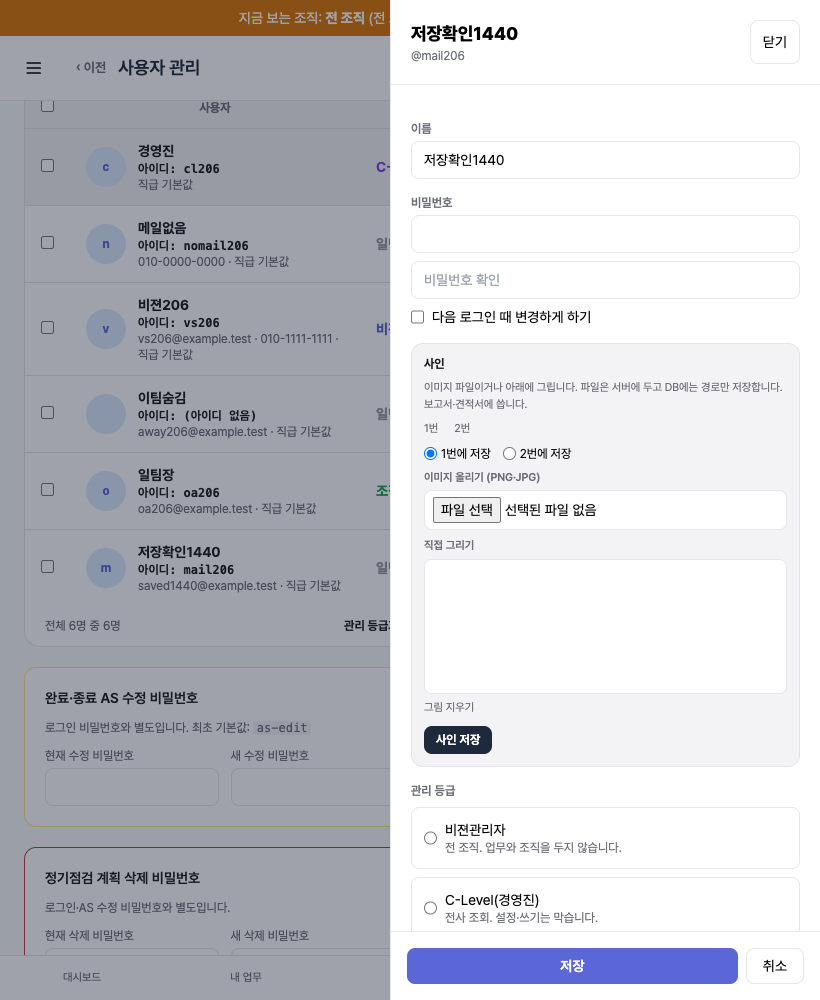 지금 보는 조직: 전 조직 (전
‹ 이전 사용자 관리
사용자
c
경영진
아이디: cl206
직급 기본값
C-
n
메일없음
아이디: nomail206
010-0000-0000 · 직급 기본값
일
v
비젼206
아이디: vs206
vs206@example.test · 010-1111-1111 ·
직급 기본값
비
이팀숨김
아이디: (아이디 없음)
away206@example.test · 직급 기본값
일
o
일팀장
아이디: oa206
oa206@example.test · 직급 기본값
조
m
저장확인1440
아이디: mail206
saved1440@example.test · 직급 기본값
일
전체 6명 중 6명
관리 등급
완료·종료 AS 수정 비밀번호
로그인 비밀번호와 별도입니다. 최초 기본값: as-edit
현재 수정 비밀번호 새 수정 비밀번호
정기점검 계획 삭제 비밀번호
로그인·AS 수정 비밀번호와 별도입니다.
현재 삭제 비밀번호 새 삭제 비밀번호
대시보드 내 업무
저장확인1440
@mail206
닫기
이름
저장확인1440
비밀번호
비밀번호 확인
다음 로그인 때 변경하게 하기
사인
이미지 파일이거나 아래에 그립니다. 파일은 서버에 두고 DB에는 경로만 저장합니다.
보고서·견적서에 씁니다.
1번 2번
1번에 저장 2번에 저장
이미지 올리기 (PNG·JPG)
파일 선택 선택된 파일 없음
직접 그리기
그림 지우기
사인 저장
관리 등급
비젼관리자
전 조직. 업무와 조직을 두지 않습니다.
C-Level(경영진)
전사 조회. 설정·쓰기는 막습니다.
저장 취소